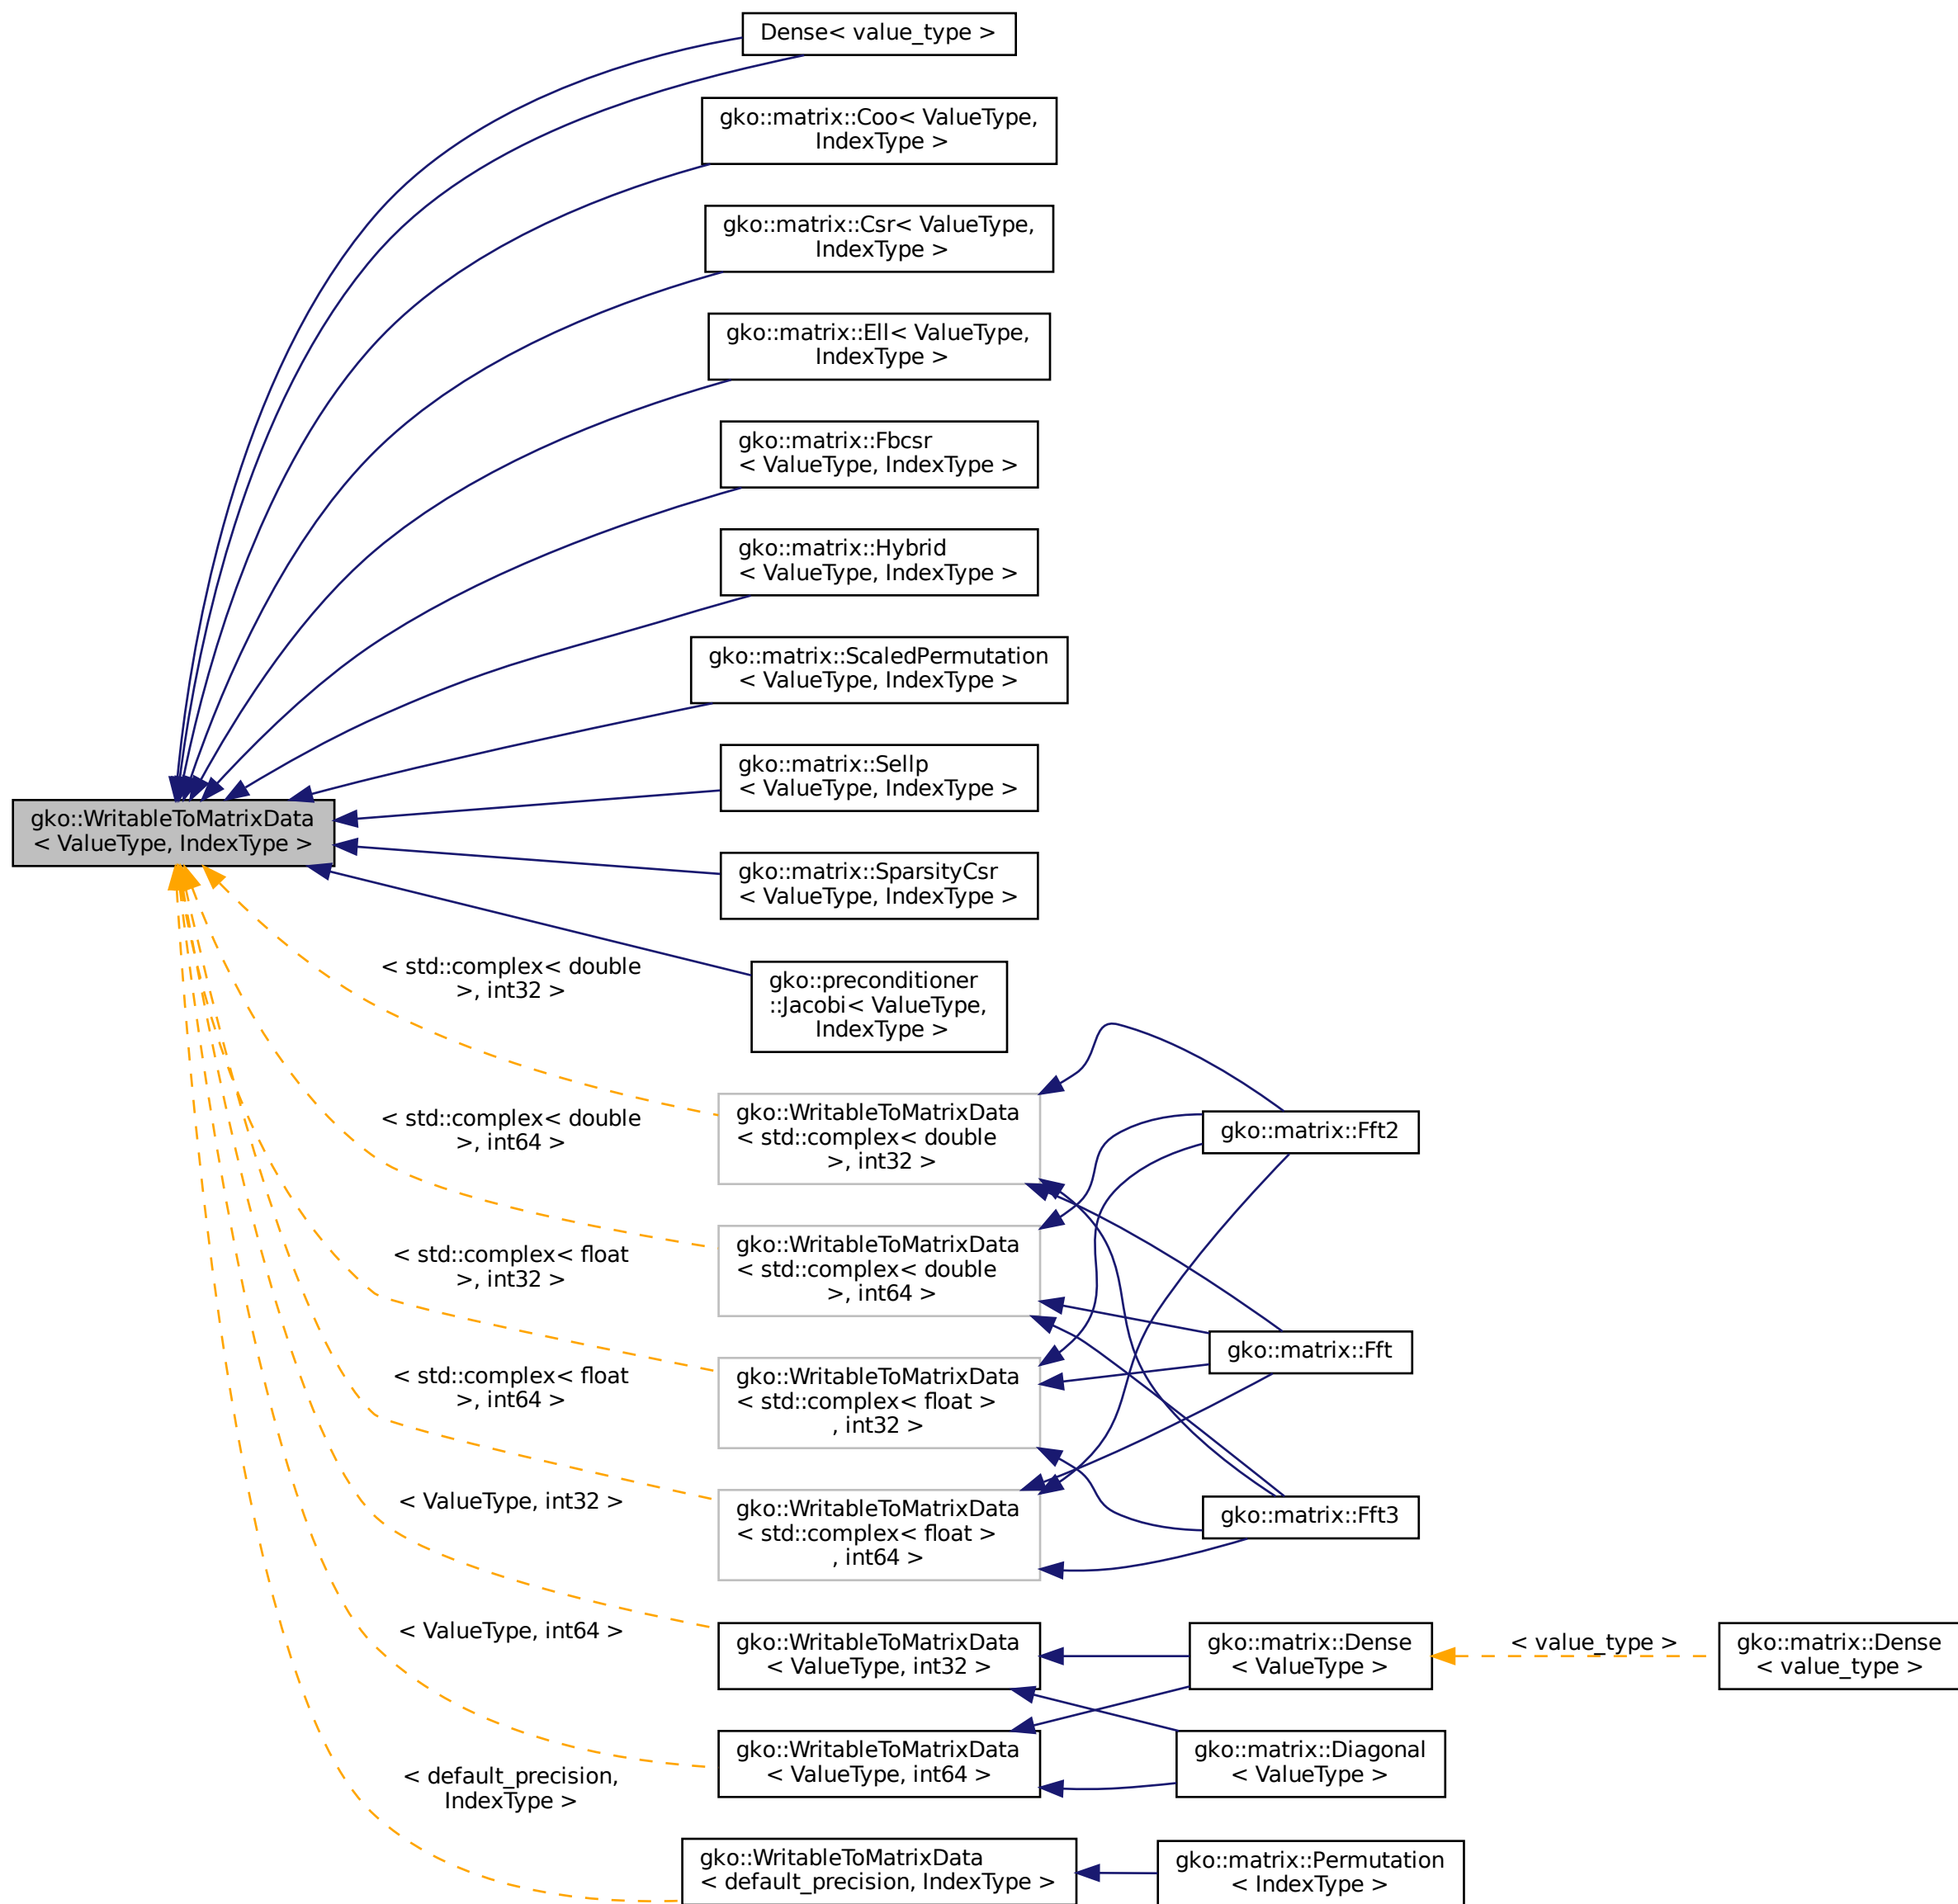 Dense< value_type >
gko::matrix::Coo< ValueType,
IndexType >
gko::matrix::Csr< ValueType,
IndexType >
gko::matrix::Ell< ValueType,
IndexType >
gko::matrix::Fbcsr
< ValueType, IndexType >
gko::matrix::Hybrid
< ValueType, IndexType >
gko::matrix::ScaledPermutation
< ValueType, IndexType >
gko::matrix::Sellp
< ValueType, IndexType >
gko::WritableToMatrixData
< ValueType, IndexType >
gko::matrix::SparsityCsr
< ValueType, IndexType >
gko::preconditioner
::Jacobi< ValueType,
IndexType >
< std::complex< double
>, int32 >
gko::WritableToMatrixData
< std::complex< double
>, int32 >
< std::complex< double
>, int64 >
gko::matrix::Fft2
gko::WritableToMatrixData
< std::complex< double
>, int64 >
< std::complex< float
>, int32 >
gko::matrix::Fft
gko::WritableToMatrixData
< std::complex< float >
, int32 >
< std::complex< float
>, int64 >
gko::WritableToMatrixData
< std::complex< float >
, int64 >
gko::matrix::Fft3
< ValueType, int32 >
gko::WritableToMatrixData
< ValueType, int32 >
gko::matrix::Dense
< ValueType >
< value_type >
gko::matrix::Dense
< value_type >
< ValueType, int64 >
gko::WritableToMatrixData
< ValueType, int64 >
gko::matrix::Diagonal
< ValueType >
< default_precision,
IndexType >
gko::WritableToMatrixData
< default_precision, IndexType >
gko::matrix::Permutation
< IndexType >